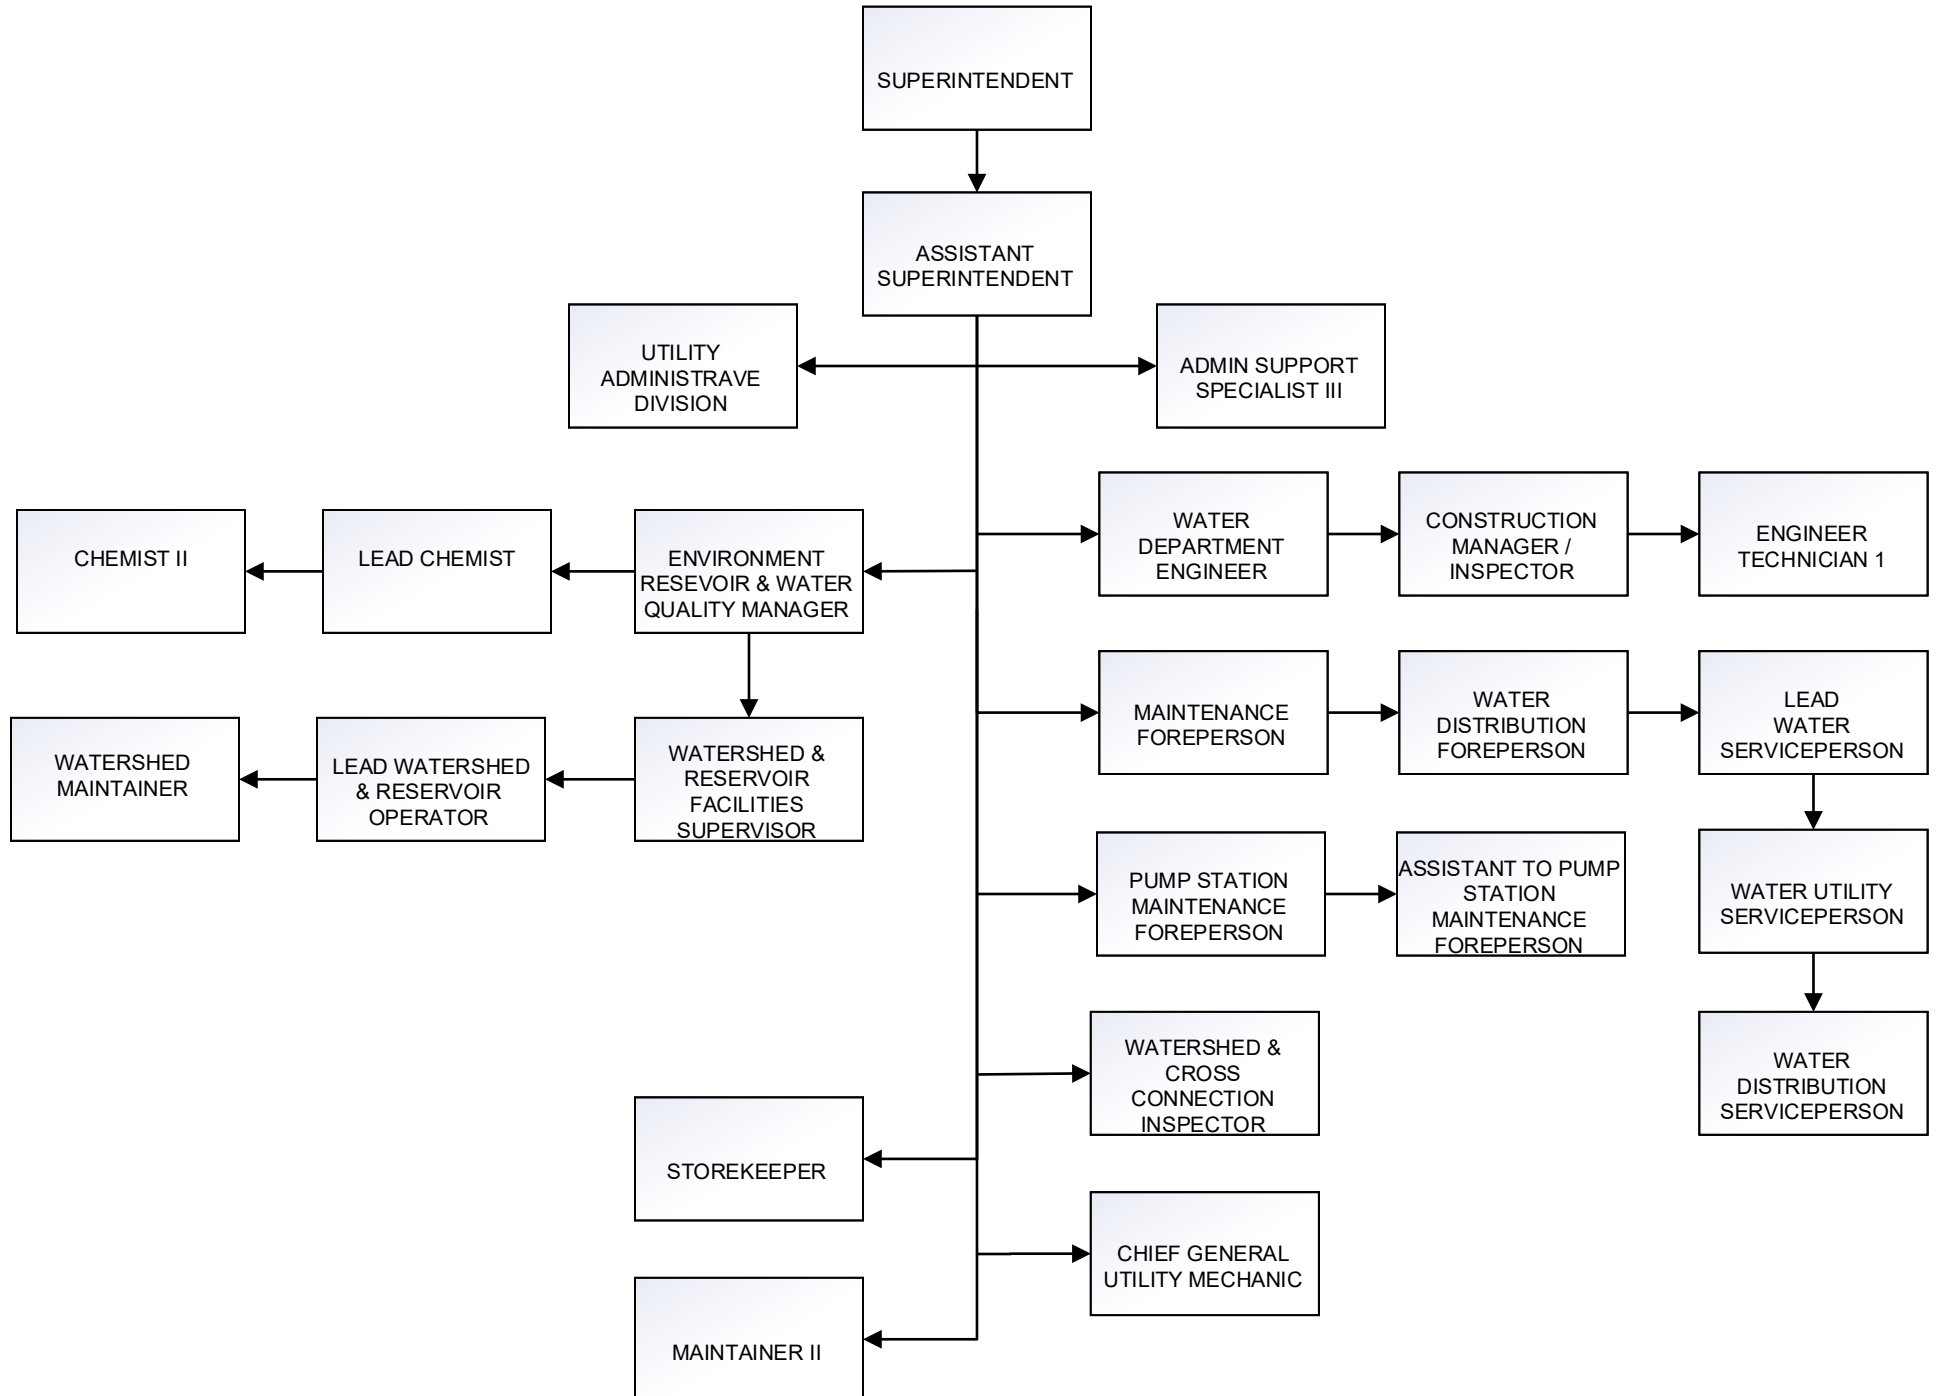 SUPERINTENDENT
ASSISTANT
SUPERINTENDENT
UTILITY
ADMINISTRAVE
DIVISION
ADMIN SUPPORT
SPECIALIST III
WATER
DEPARTMENT
ENGINEER
CONSTRUCTION
MANAGER /
INSPECTOR
ENGINEER
TECHNICIAN 1
CHEMIST II
LEAD CHEMIST
ENVIRONMENT
RESEVOIR & WATER
QUALITY MANAGER
MAINTENANCE
FOREPERSON
WATER
DISTRIBUTION
FOREPERSON
LEAD
WATER
SERVICEPERSON
WATERSHED
MAINTAINER
LEAD WATERSHED
& RESERVOIR
OPERATOR
WATERSHED &
RESERVOIR
FACILITIES
SUPERVISOR
PUMP STATION
MAINTENANCE
FOREPERSON
ASSISTANT TO PUMP
STATION
MAINTENANCE
FOREPERSON
WATER UTILITY
SERVICEPERSON
WATERSHED &
CROSS
CONNECTION
INSPECTOR
WATER
DISTRIBUTION
SERVICEPERSON
STOREKEEPER
CHIEF GENERAL
UTILITY MECHANIC
MAINTAINER II